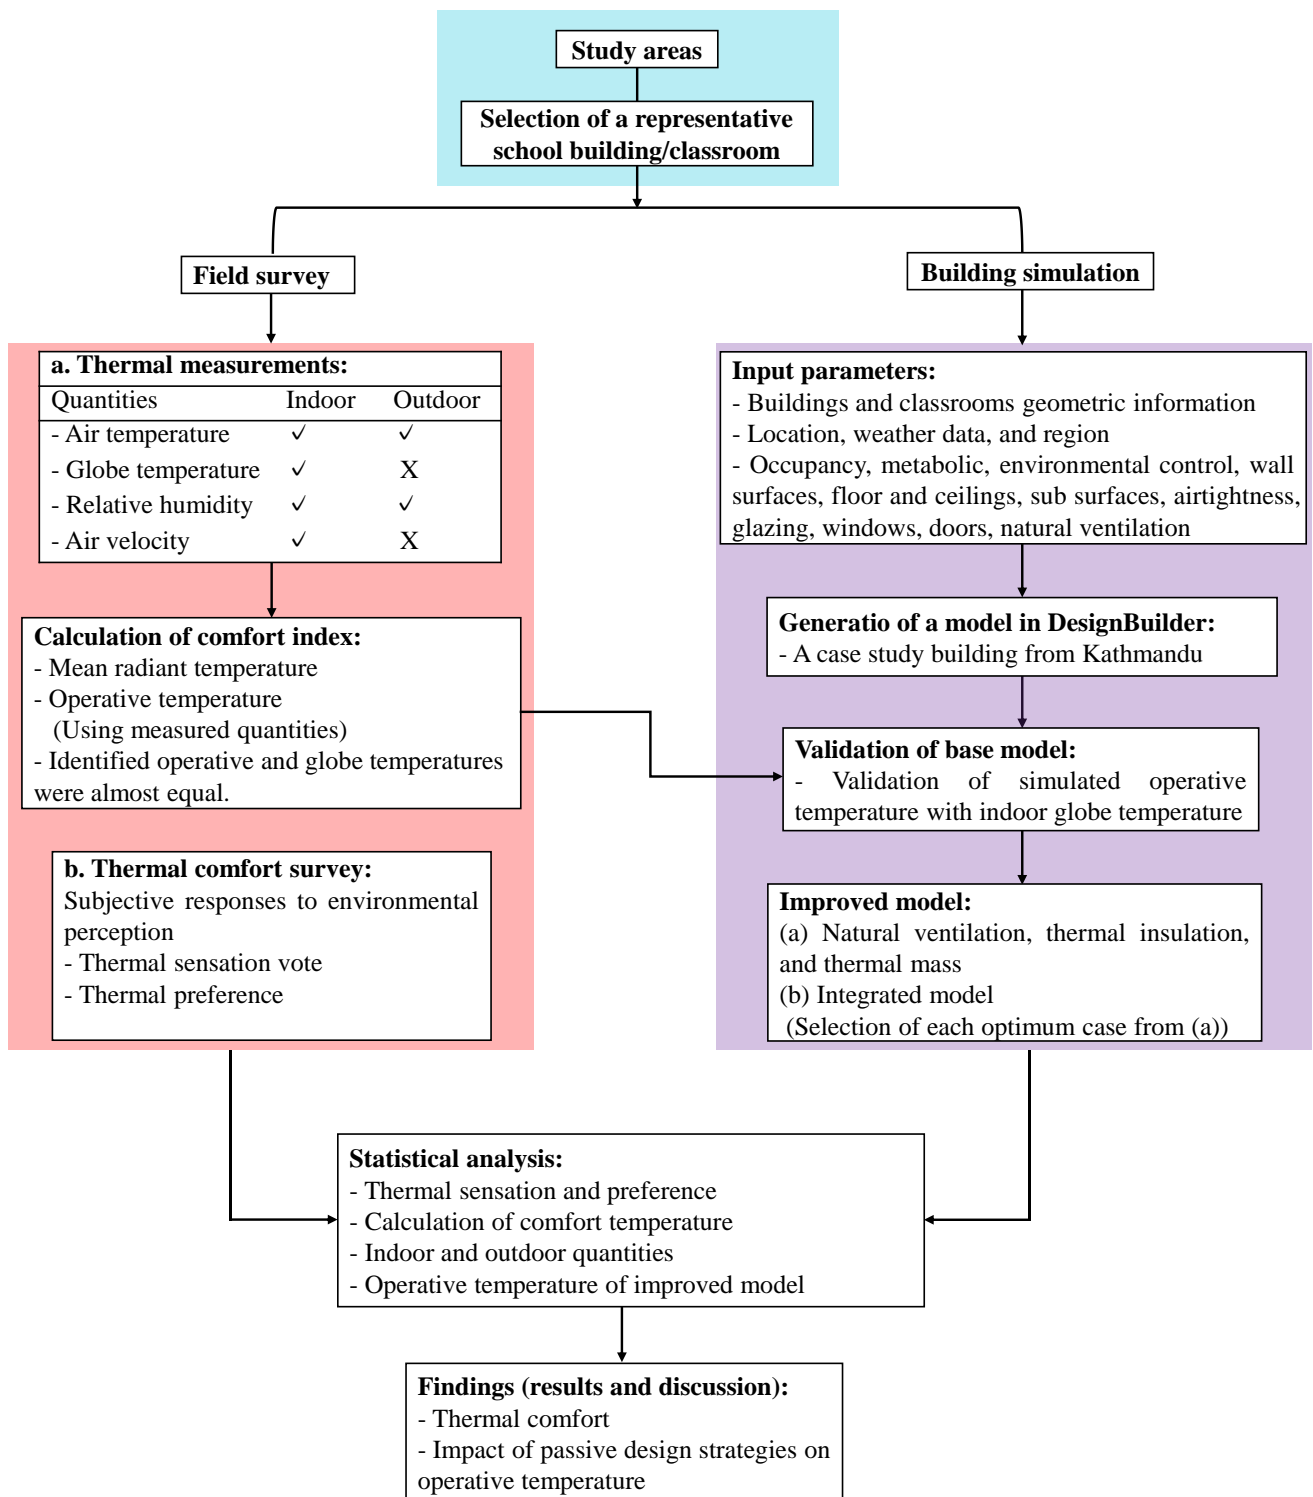 Study areas
Selection of a representative
school building/classroom
Field survey
Building simulation
a. Thermal measurements:
Quantities Indoor Outdoor
- Air temperature ✓ ✓
- Globe temperature ✓ X
- Relative humidity ✓ ✓
- Air velocity ✓ X
Calculation of comfort index:
- Mean radiant temperature
- Operative temperature
(Using measured quantities)
- Identified operative and globe temperatures
were almost equal.
b. Thermal comfort survey:
Subjective responses to environmental
perception
- Thermal sensation vote
- Thermal preference
Input parameters:
- Buildings and classrooms geometric information
- Location, weather data, and region
- Occupancy, metabolic, environmental control, wall
surfaces, floor and ceilings, sub surfaces, airtightness,
glazing, windows, doors, natural ventilation
Generatio of a model in DesignBuilder:
- A case study building from Kathmandu
Validation of base model:
- Validation of simulated operative
temperature with indoor globe temperature
Improved model:
(a) Natural ventilation, thermal insulation,
and thermal mass
(b) Integrated model
(Selection of each optimum case from (a))
Statistical analysis:
- Thermal sensation and preference
- Calculation of comfort temperature
- Indoor and outdoor quantities
- Operative temperature of improved model
Findings (results and discussion):
- Thermal comfort
- Impact of passive design strategies on
operative temperature